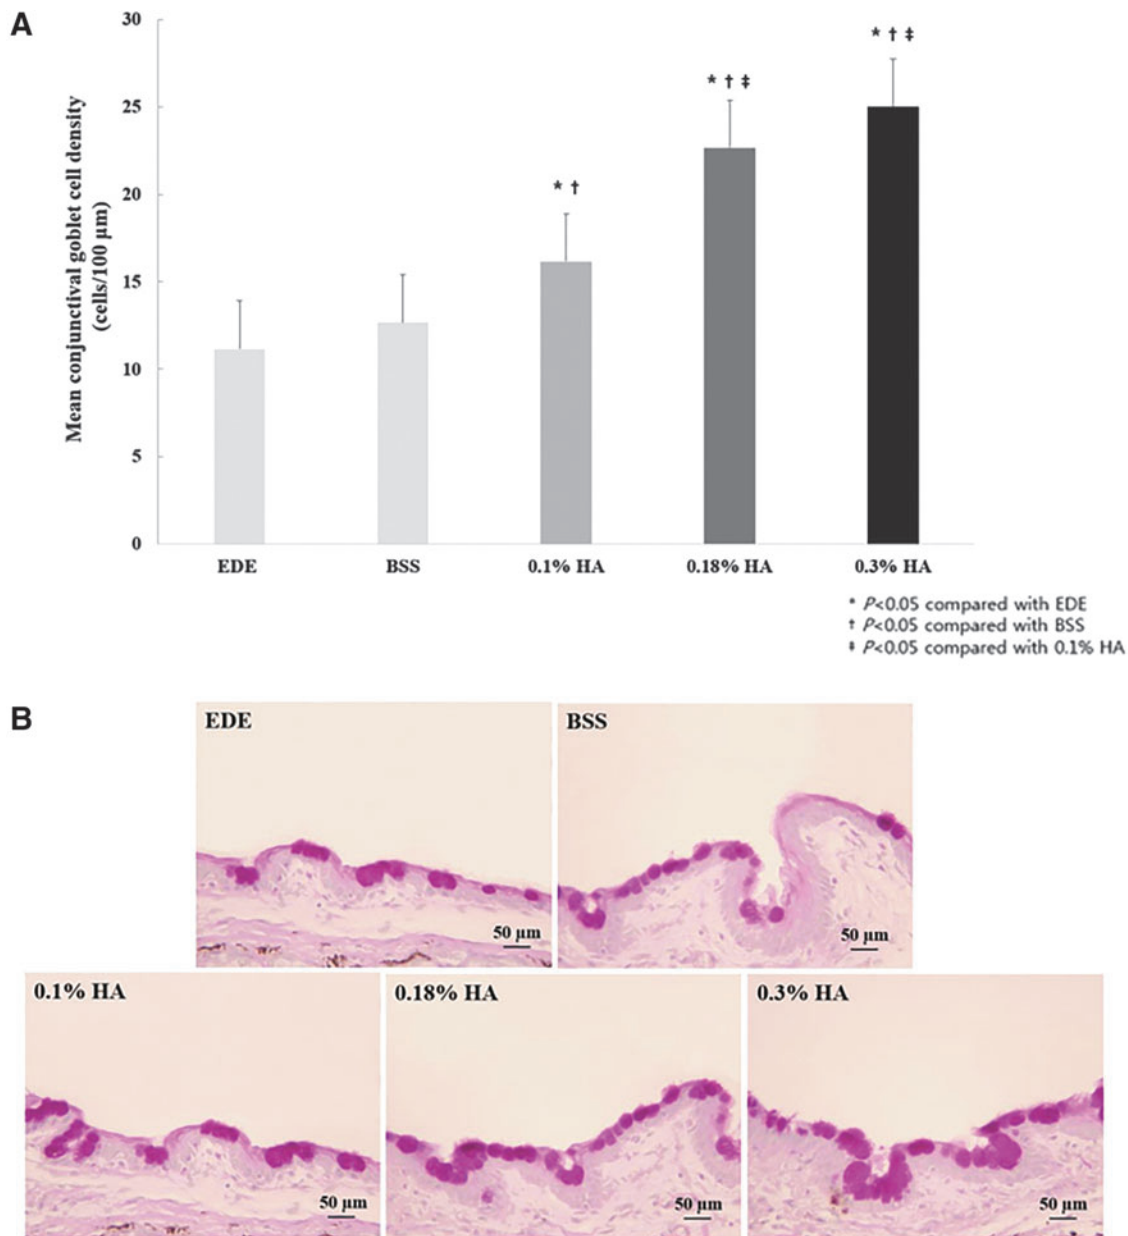 A
30
25
20
15
10
5
0
Mean conjunctival goblet cell density
(cells/100 µm)
* †
* † ‡
* † ‡
EDE BSS 0.1% HA 0.18% HA 0.3% HA
* P<0.05 compared with EDE
† P<0.05 compared with BSS
‡ P<0.05 compared with 0.1% HA
B
EDE
50 µm
BSS
50 µm
0.1% HA
50 µm
0.18% HA
50 µm
0.3% HA
50 µm